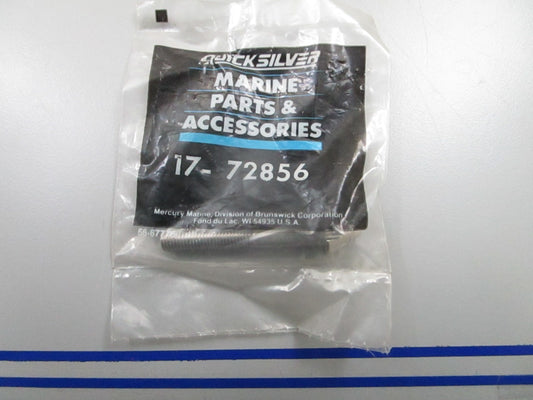 QUICKSILVER
MARINE
PARTS &
ACCESSORIES
17- 72856
Mercury Marine, Division of Brunswick Corporation
Fond du Lac, WI 54935 U.S.A.